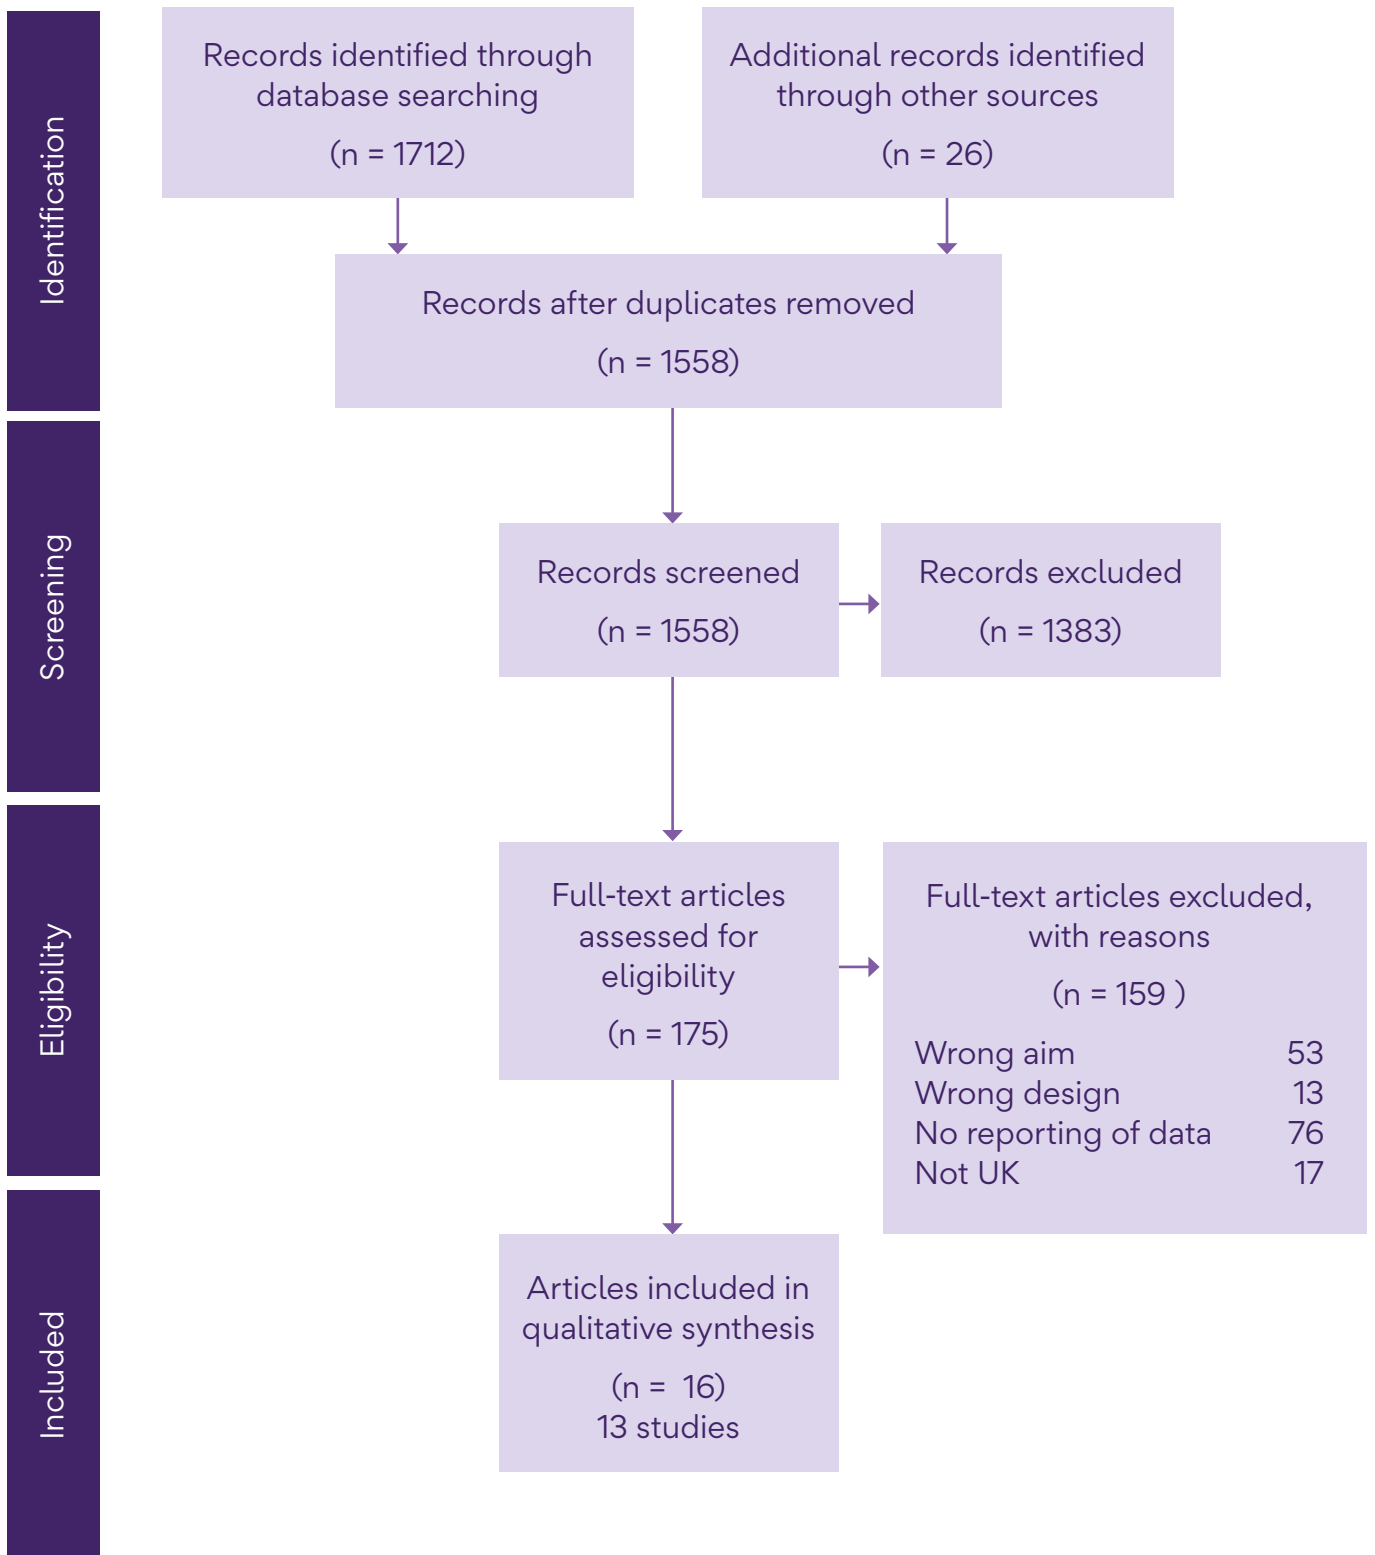 Identification
Records identified through
database searching
(n = 1712)
Additional records identified
through other sources
(n = 26)
Records after duplicates removed
(n = 1558)
Screening
Records screened
(n = 1558)
Records excluded
(n = 1383)
Eligibility
Full-text articles
assessed for
eligibility
(n = 175)
Full-text articles excluded,
with reasons
(n = 159 )
Wrong aim 53
Wrong design 13
No reporting of data 76
Not UK 17
Included
Articles included in
qualitative synthesis
(n =  16)
13 studies